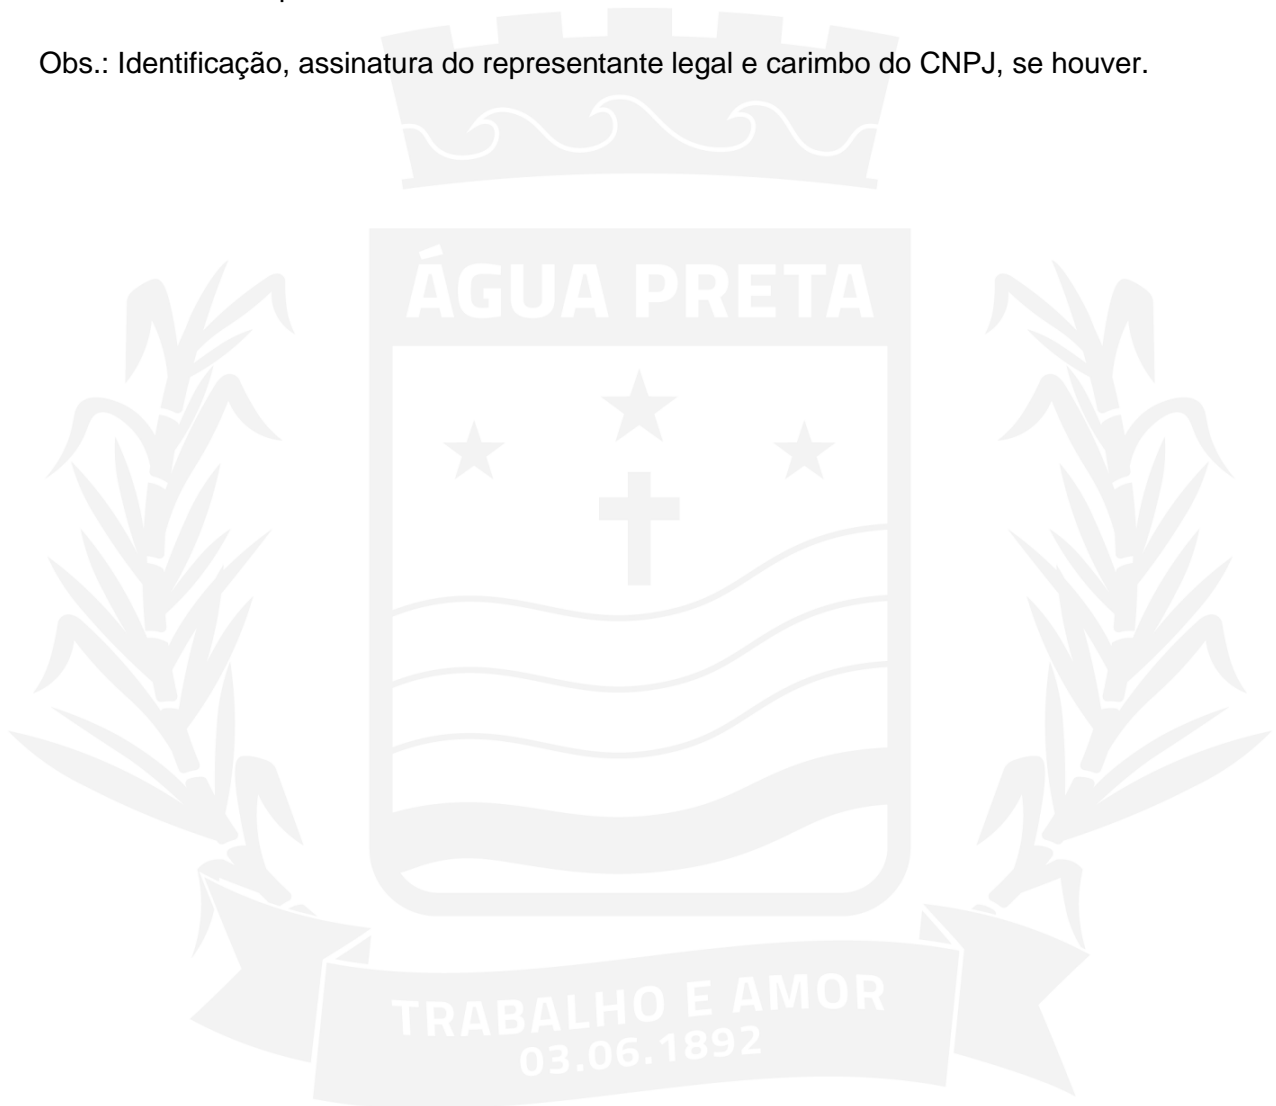 Obs.: Identificação, assinatura do representante legal e carimbo do CNPJ, se houver.
ÁGUA PRETA
TRABALHO E AMOR
03.06.1892